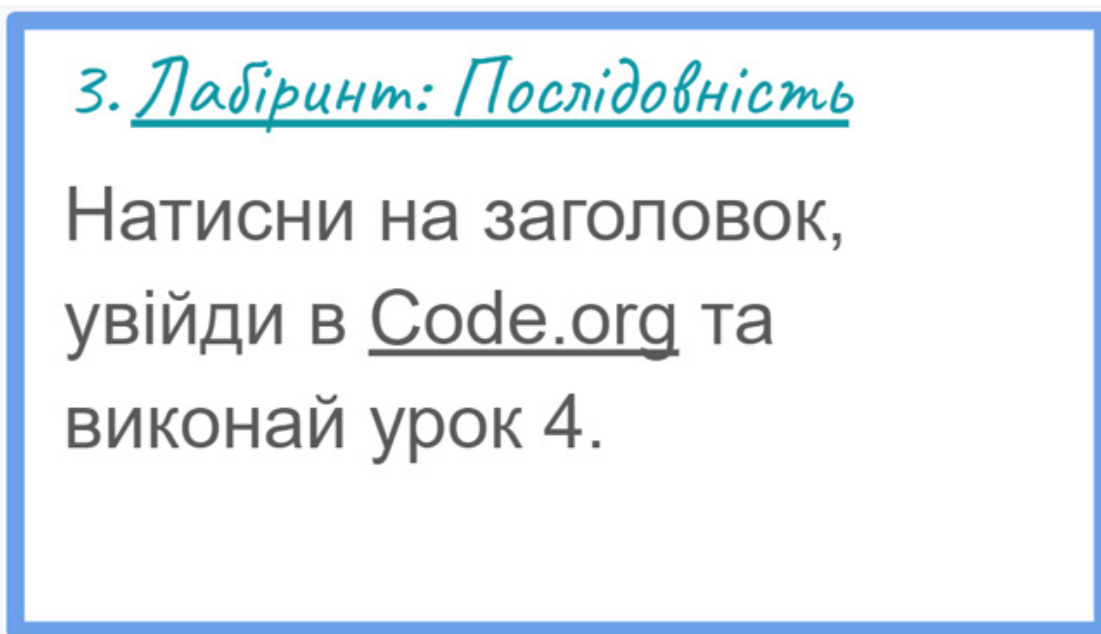 3. Лабіринт: Послідовність
Натисни на заголовок,
увійди в Code.org та
виконай урок 4.